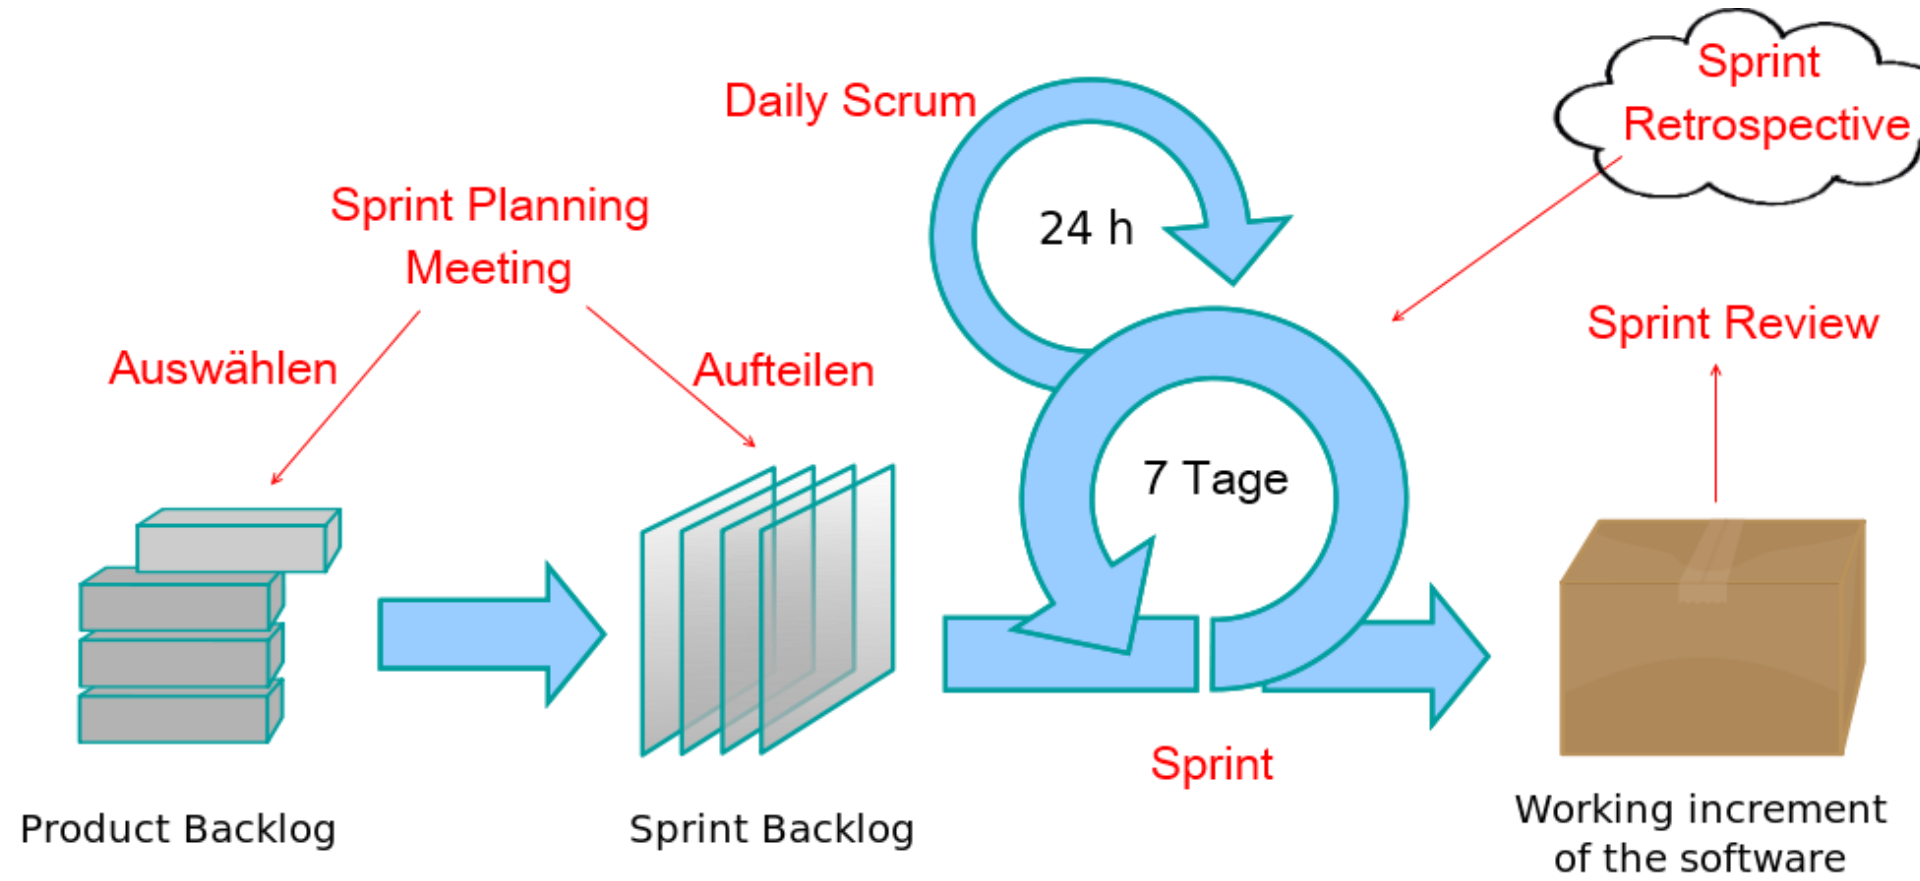 Sprint
Retrospective
Daily Scrum
Sprint Planning
Meeting
24 h
Sprint Review
Auswählen
Aufteilen
7 Tage
Sprint
Product Backlog
Sprint Backlog
Working increment
of the software